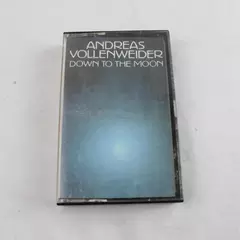 ANDREAS
VOLLENWEIDER
DOWN TO THE MOON